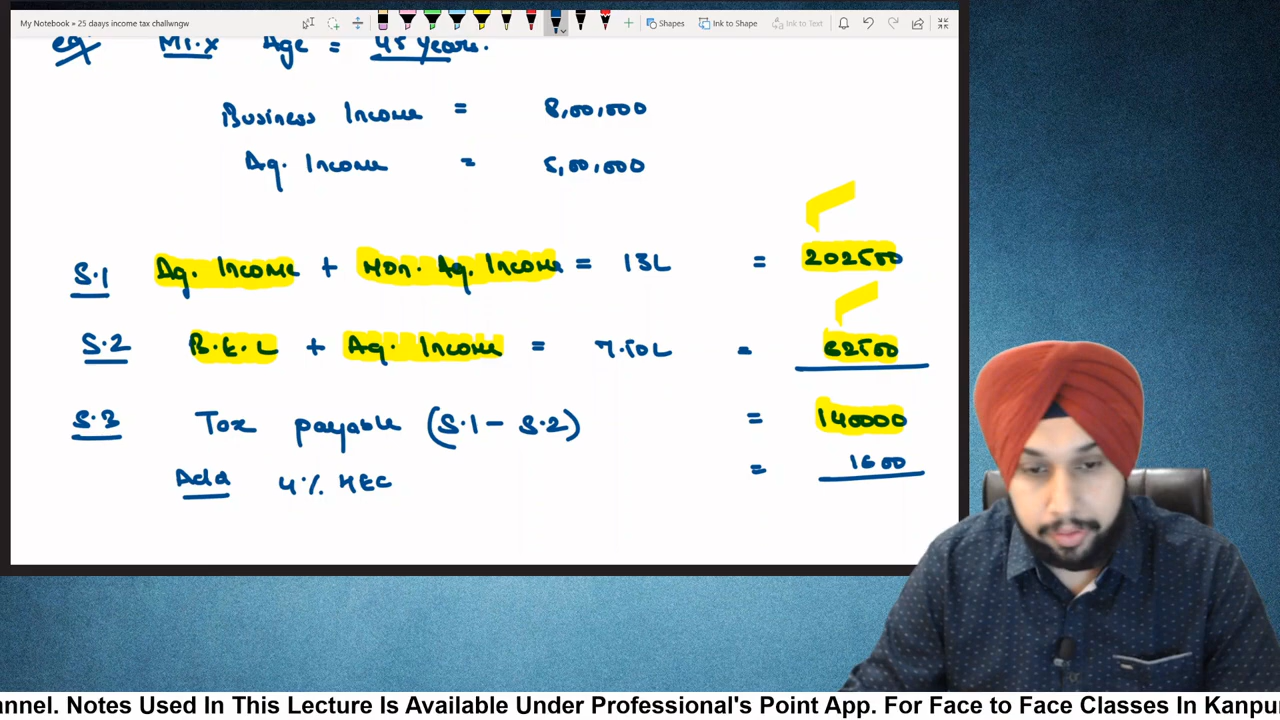 My Notebook » 25 daays income tax challwngw
Shapes Ink to Shape Ink to Text
eg Mr. X Age = 45 years.
Business Income = 8,00,000
Ag. Income = 5,00,000
S.1 Ag. Income + Non. Ag. Income = 13L = 202500
S.2 B.E.L + Ag. Income = 7.50L = 62500
S.3 Tax payable (S.1 - S.2) = 140000
Add 4% HEC = 1600
annel. Notes Used In This Lecture Is Available Under Professional's Point App. For Face to Face Classes In Kanpu